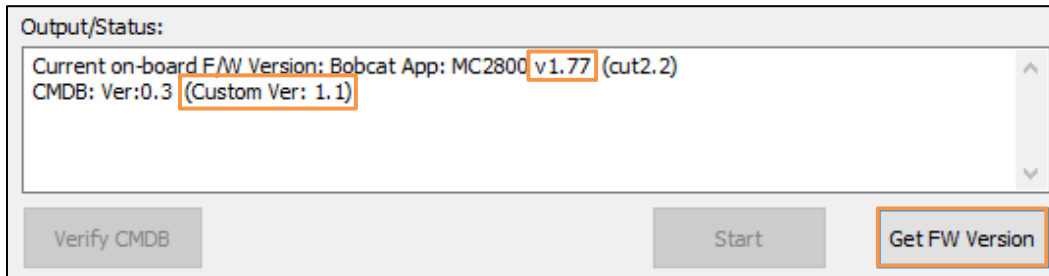 Output/Status:
Current on-board F/W Version: Bobcat App: MC2800 v1.77 (cut2.2)
CMDB: Ver:0.3 (Custom Ver: 1.1)
Verify CMDB
Start
Get FW Version